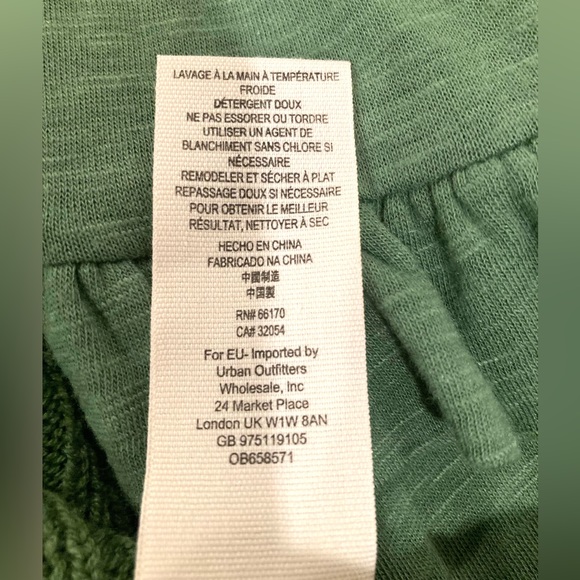 LAVAGE À LA MAIN À TEMPÉRATURE
FROIDE
DÉTERGENT DOUX
NE PAS ESSORER OU TORDRE
UTILISER UN AGENT DE
BLANCHIMENT SANS CHLORE SI
NÉCESSAIRE
REMODELER ET SÉCHER À PLAT
REPASSAGE DOUX SI NÉCESSAIRE
POUR OBTENIR LE MEILLEUR
RÉSULTAT, NETTOYER À SEC
HECHO EN CHINA
FABRICADO NA CHINA
中國制造
中国製
RN# 66170
CA# 32054
For EU- Imported by
Urban Outfitters
Wholesale, Inc
24 Market Place
London UK W1W 8AN
GB 975119105
OB658571